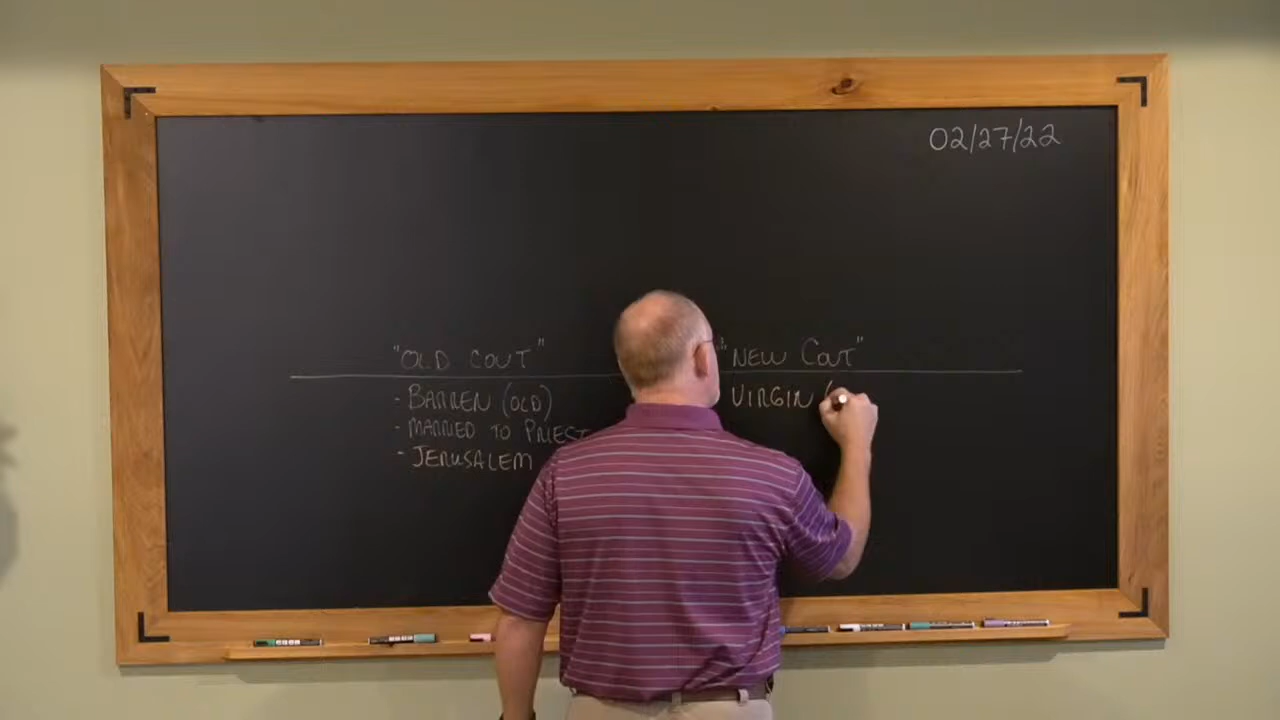 02/27/22
"OLD COVT" "NEW COVT"
- BARREN (OLD) VIRGIN (
- MARRIED TO PRIEST
- JERUSALEM